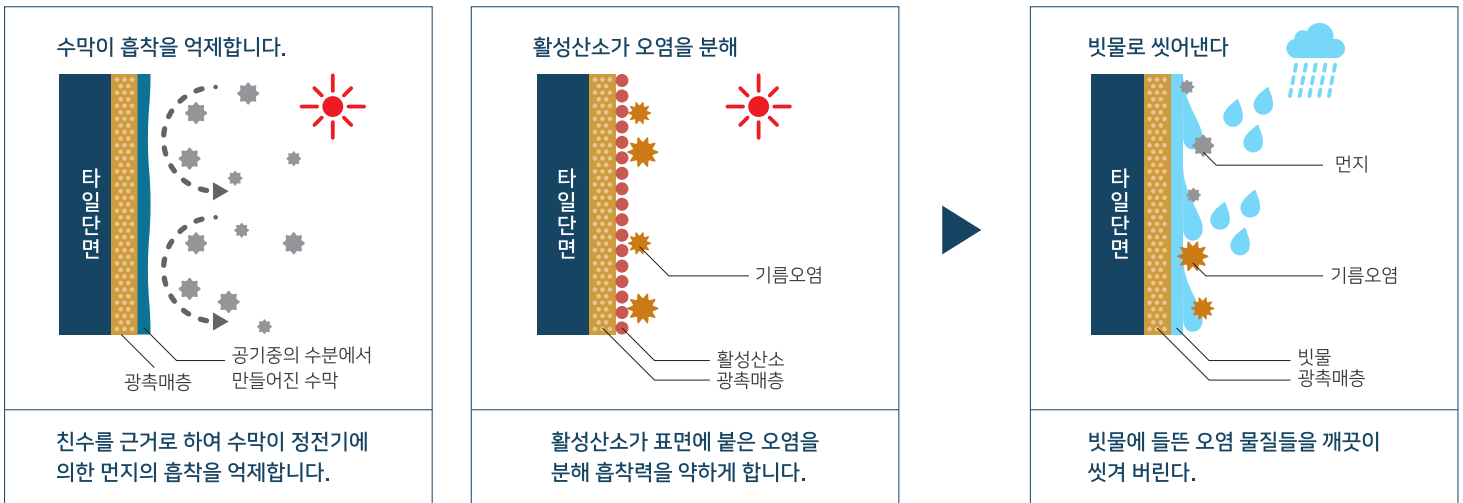 수막이 흡착을 억제합니다.
타일단면
광촉매층
공기중의 수분에서
만들어진 수막
친수를 근거로 하여 수막이 정전기에
의한 먼지의 흡착을 억제합니다.
활성산소가 오염을 분해
타일단면
기름오염
활성산소
광촉매층
활성산소가 표면에 붙은 오염을
분해 흡착력을 약하게 합니다.
빗물로 씻어낸다
타일단면
먼지
기름오염
빗물
광촉매층
빗물에 들뜬 오염 물질들을 깨끗이
씻겨 버린다.